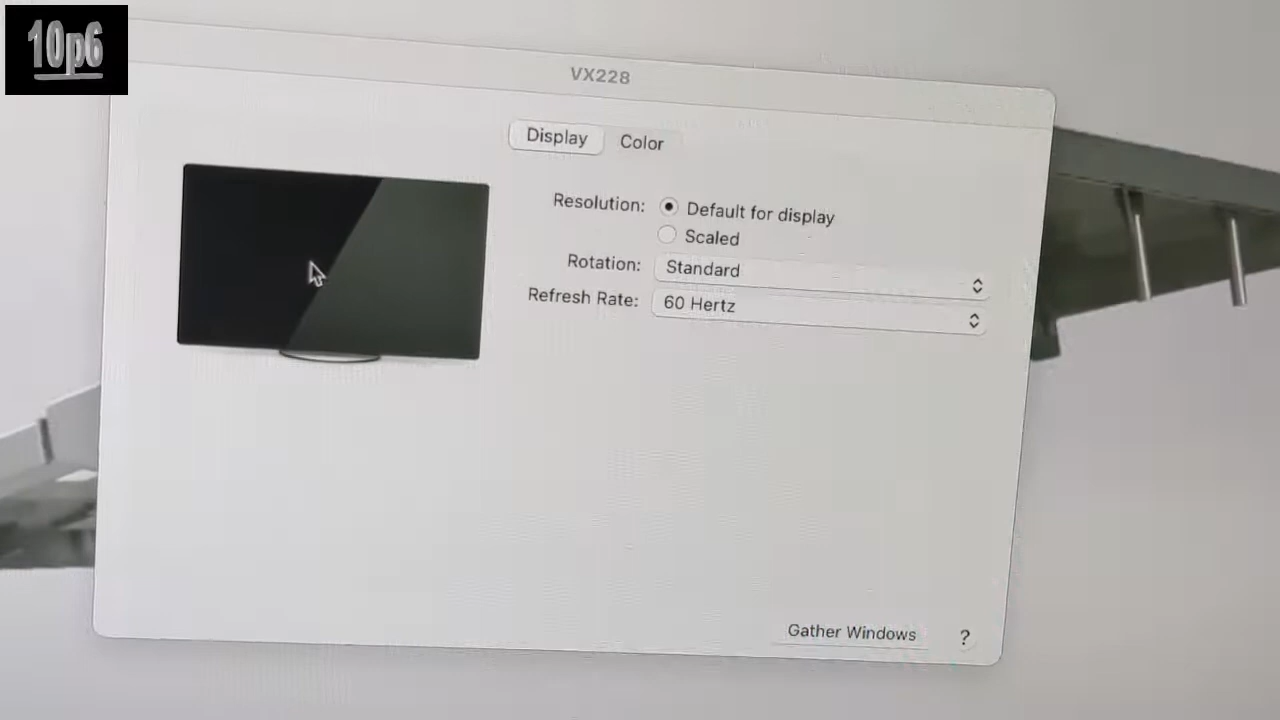 10p6
VX228
Display Color
Resolution: Default for display
Scaled
Rotation: Standard
Refresh Rate: 60 Hertz
Gather Windows ?